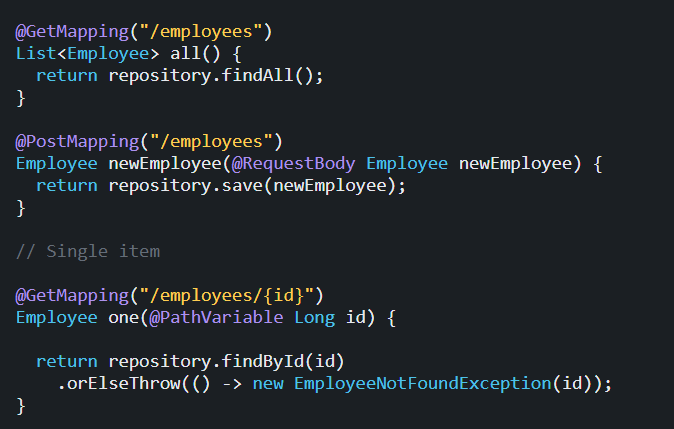 @GetMapping("/employees")
List<Employee> all() {
  return repository.findAll();
}

@PostMapping("/employees")
Employee newEmployee(@RequestBody Employee newEmployee) {
  return repository.save(newEmployee);
}

// Single item

@GetMapping("/employees/{id}")
Employee one(@PathVariable Long id) {

  return repository.findById(id)
    .orElseThrow(() -> new EmployeeNotFoundException(id));
}